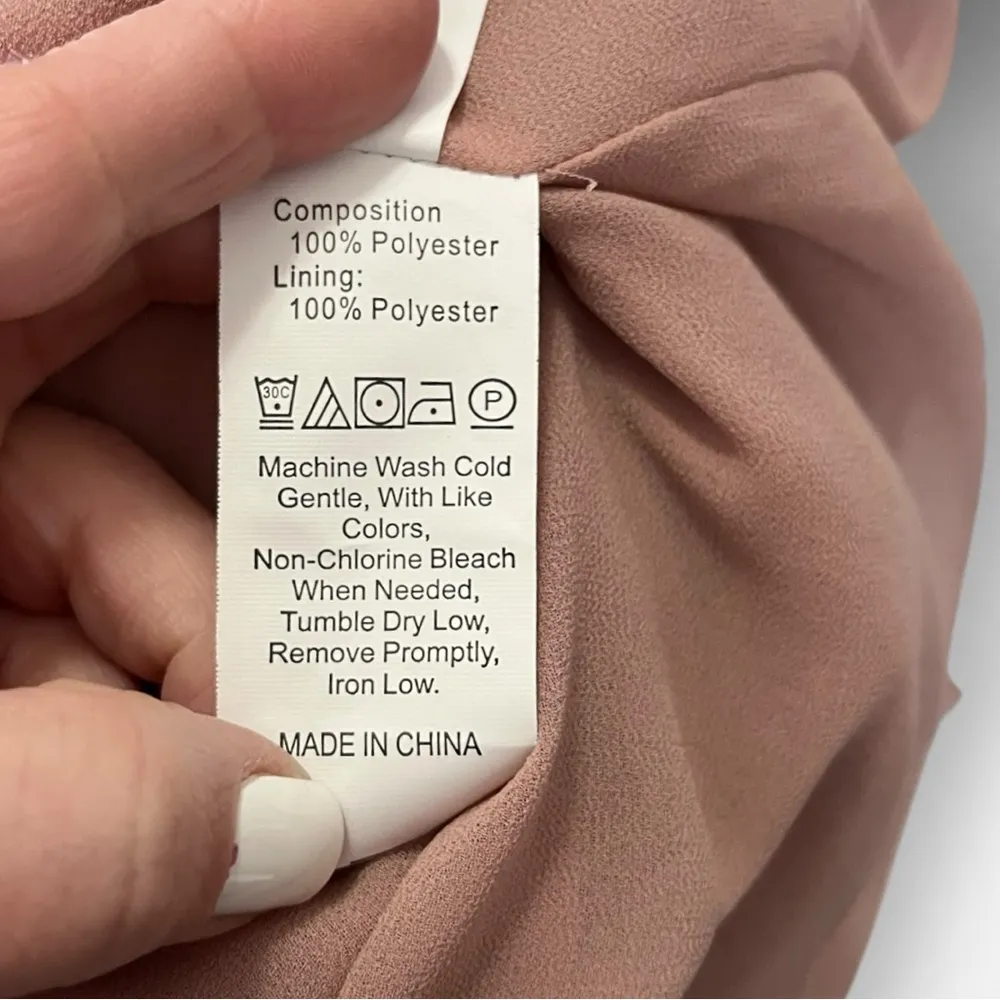 Composition
100% Polyester
Lining:
100% Polyester
30C P
Machine Wash Cold
Gentle, With Like
Colors,
Non-Chlorine Bleach
When Needed,
Tumble Dry Low,
Remove Promptly,
Iron Low.
MADE IN CHINA